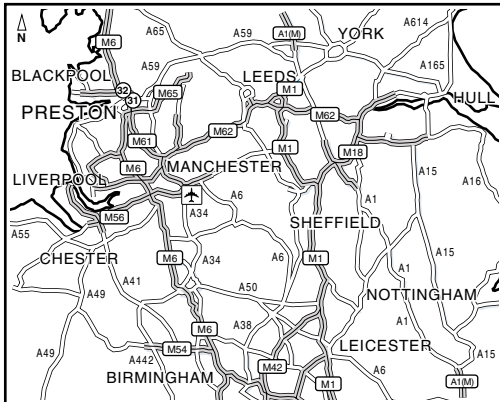 A65
A59
A1(M)
YORK
A614
N
M6
BLACKPOOL
A59
LEEDS
A165
32
31
M65
M1
HULL
PRESTON
M62
M61
M62
M1
M18
M6
MANCHESTER
A15
A16
LIVERPOOL
A6
A1
M56
A34
SHEFFIELD
A55
CHESTER
A34
A6
M1
A15
M6
A1
A41
A50
NOTTINGHAM
A49
A1
M6
A38
A49
M54
LEICESTER
A15
A442
M42
A6
BIRMINGHAM
M1
A1(M)